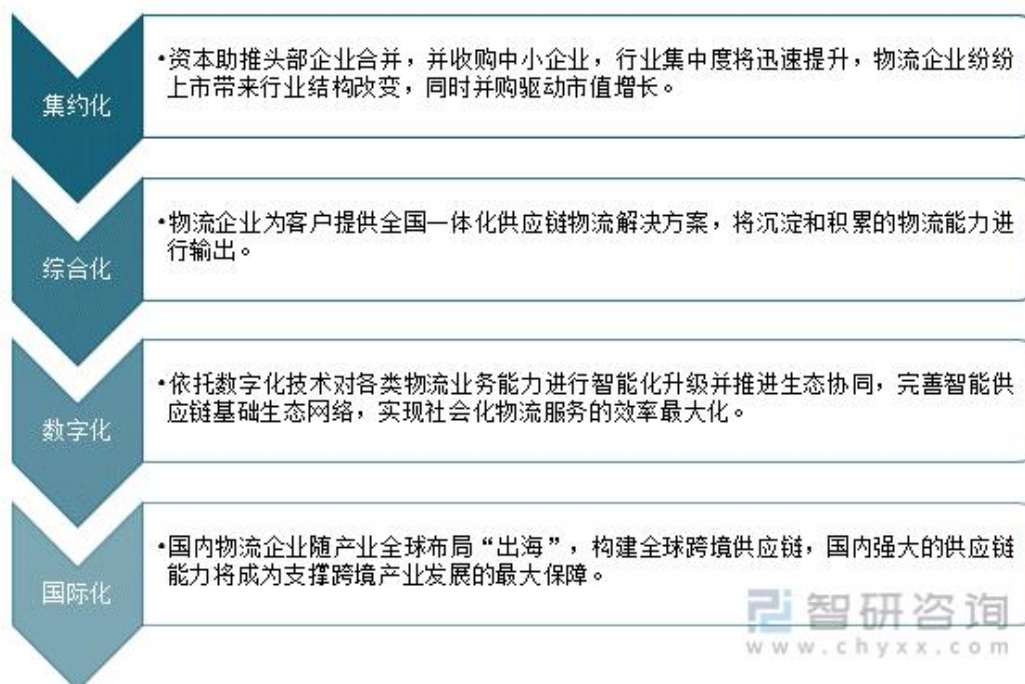 集约化
•资本助推头部企业合并，并收购中小企业，行业集中度将迅速提升，物流企业纷纷
上市带来行业结构改变，同时并购驱动市值增长。
综合化
•物流企业为客户提供全国一体化供应链物流解决方案，将沉淀和积累的物流能力进
行输出。
数字化
•依托数字化技术对各类物流业务能力进行智能化升级并推进生态协同，完善智能供
应链基础生态网络，实现社会化物流服务的效率最大化。
国际化
•国内物流企业随产业全球布局“出海”，构建全球跨境供应链，国内强大的供应链
能力将成为支撑跨境产业发展的最大保障。
智研咨询
www.chyxx.com